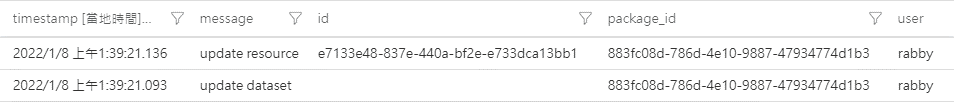 timestamp [當地時間]... message id package_id user
2022/1/8 上午1:39:21.136 update resource e7133e48-837e-440a-bf2e-e733dca13bb1 883fc08d-786d-4e10-9887-47934774d1b3 rabby
2022/1/8 上午1:39:21.093 update dataset 883fc08d-786d-4e10-9887-47934774d1b3 rabby